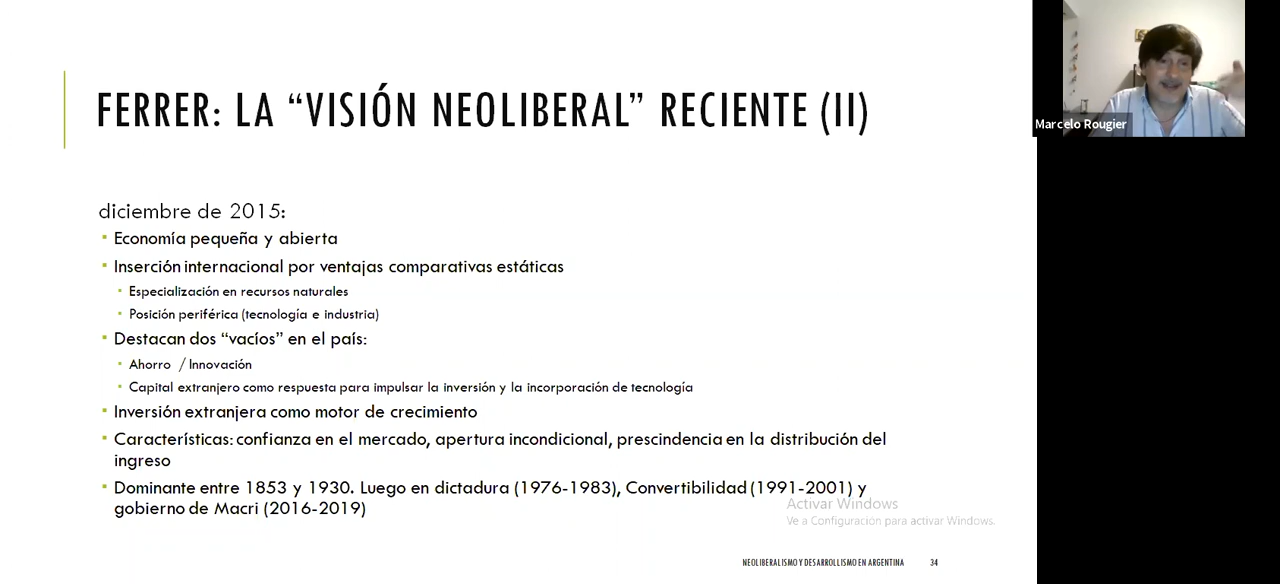 FERRER: LA “VISIÓN NEOLIBERAL” RECIENTE (II)
Marcelo Rougier
diciembre de 2015:
Economía pequeña y abierta
Inserción internacional por ventajas comparativas estáticas
Especialización en recursos naturales
Posición periférica (tecnología e industria)
Destacan dos “vacíos” en el país:
Ahorro / Innovación
Capital extranjero como respuesta para impulsar la inversión y la incorporación de tecnología
Inversión extranjera como motor de crecimiento
Características: confianza en el mercado, apertura incondicional, prescindencia en la distribución del
ingreso
Dominante entre 1853 y 1930. Luego en dictadura (1976-1983), Convertibilidad (1991-2001) y
gobierno de Macri (2016-2019)
Activar Windows
Ve a Configuración para activar Windows.
NEOLIBERALISMO Y DESARROLLISMO EN ARGENTINA 34